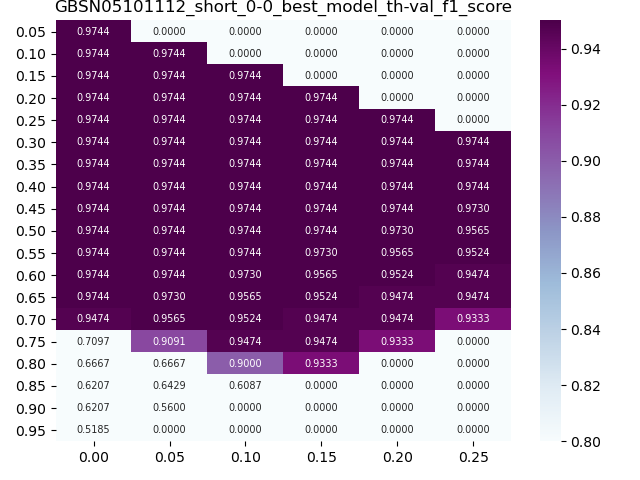 GBSN05101112_short_0-0_best_model_th-val_f1_score
0.05 0.9744 0.0000 0.0000 0.0000 0.0000 0.0000
0.10 0.9744 0.9744 0.0000 0.0000 0.0000 0.0000
0.15 0.9744 0.9744 0.9744 0.0000 0.0000 0.0000
0.20 0.9744 0.9744 0.9744 0.9744 0.0000 0.0000
0.25 0.9744 0.9744 0.9744 0.9744 0.9744 0.0000
0.30 0.9744 0.9744 0.9744 0.9744 0.9744 0.9744
0.35 0.9744 0.9744 0.9744 0.9744 0.9744 0.9744
0.40 0.9744 0.9744 0.9744 0.9744 0.9744 0.9744
0.45 0.9744 0.9744 0.9744 0.9744 0.9744 0.9730
0.50 0.9744 0.9744 0.9744 0.9744 0.9730 0.9565
0.55 0.9744 0.9744 0.9744 0.9730 0.9565 0.9524
0.60 0.9744 0.9744 0.9730 0.9565 0.9524 0.9474
0.65 0.9744 0.9730 0.9565 0.9524 0.9474 0.9474
0.70 0.9474 0.9565 0.9524 0.9474 0.9474 0.9333
0.75 0.7097 0.9091 0.9474 0.9474 0.9333 0.0000
0.80 0.6667 0.6667 0.9000 0.9333 0.0000 0.0000
0.85 0.6207 0.6429 0.6087 0.0000 0.0000 0.0000
0.90 0.6207 0.5600 0.0000 0.0000 0.0000 0.0000
0.95 0.5185 0.0000 0.0000 0.0000 0.0000 0.0000
0.00 0.05 0.10 0.15 0.20 0.25
0.94
0.92
0.90
0.88
0.86
0.84
0.82
0.80